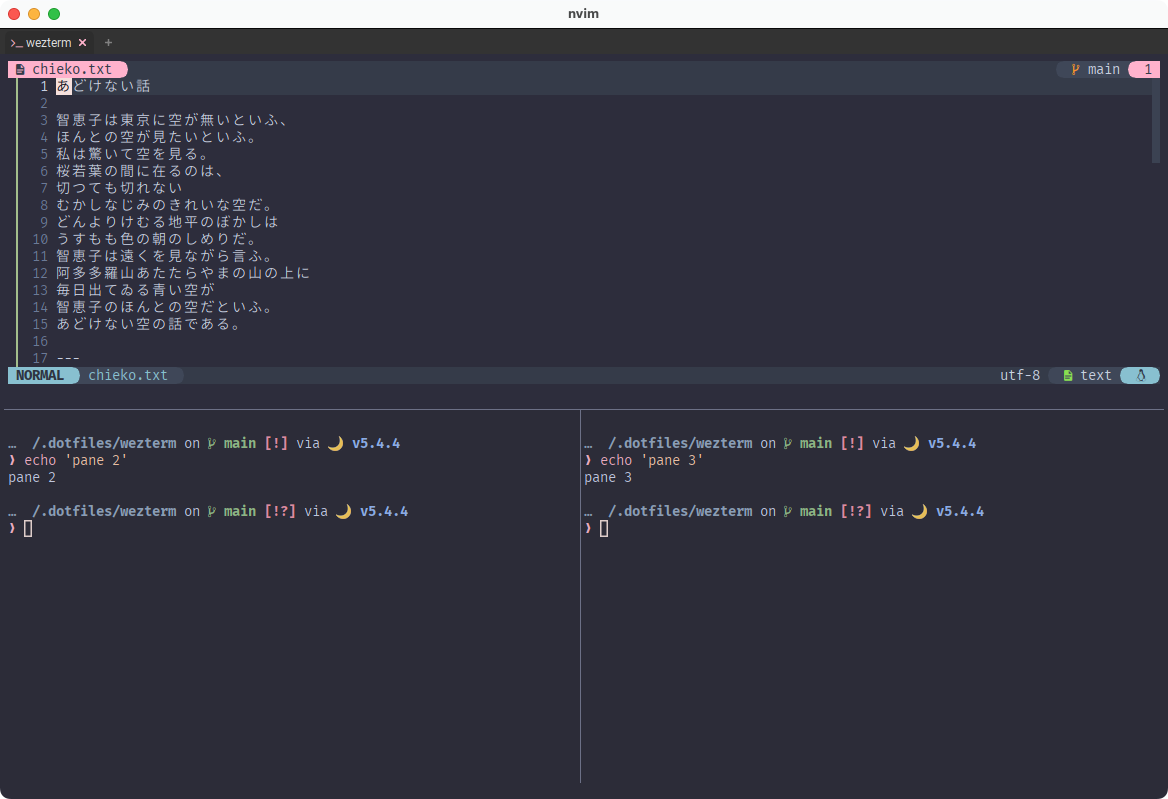 nvim
>_ wezterm × +
chieko.txt main 1
1 あどけない話
2
3 智恵子は東京に空が無いといふ、
4 ほんとの空が見たいといふ。
5 私は驚いて空を見る。
6 桜若葉の間に在るのは、
7 切つても切れない
8 むかしなじみのきれいな空だ。
9 どんよりけむる地平のぼかしは
10 うすもも色の朝のしめりだ。
11 智恵子は遠くを見ながら言ふ。
12 阿多多羅山あたたらやまの山の上に
13 毎日出てゐる青い空が
14 智恵子のほんとの空だといふ。
15 あどけない空の話である。
16
17 ---
NORMAL chieko.txt utf-8 text
… /.dotfiles/wezterm on main [!] via 🌙 v5.4.4
❯ echo 'pane 2'
pane 2
… /.dotfiles/wezterm on main [!?] via 🌙 v5.4.4
❯
… /.dotfiles/wezterm on main [!] via 🌙 v5.4.4
❯ echo 'pane 3'
pane 3
… /.dotfiles/wezterm on main [!?] via 🌙 v5.4.4
❯